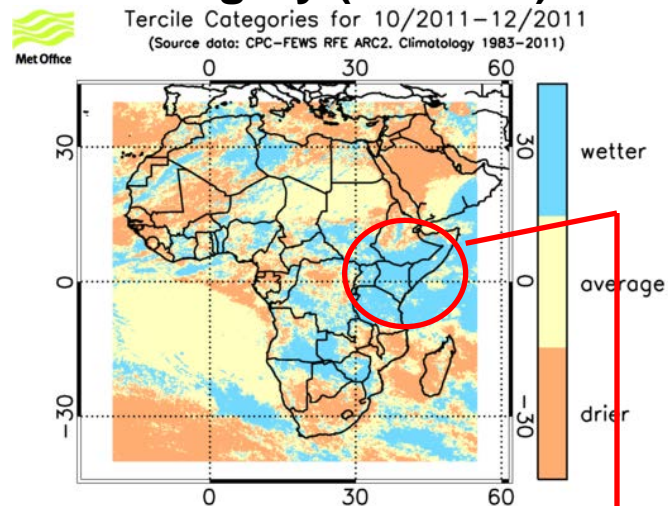 Met Office
Tercile Categories for 10/2011-12/2011
(Source data: CPC-FEWS RFE ARC2. Climatology 1983-2011)
0 30 60
30 30
0 0
-30 -30
0 30 60
wetter
average
drier